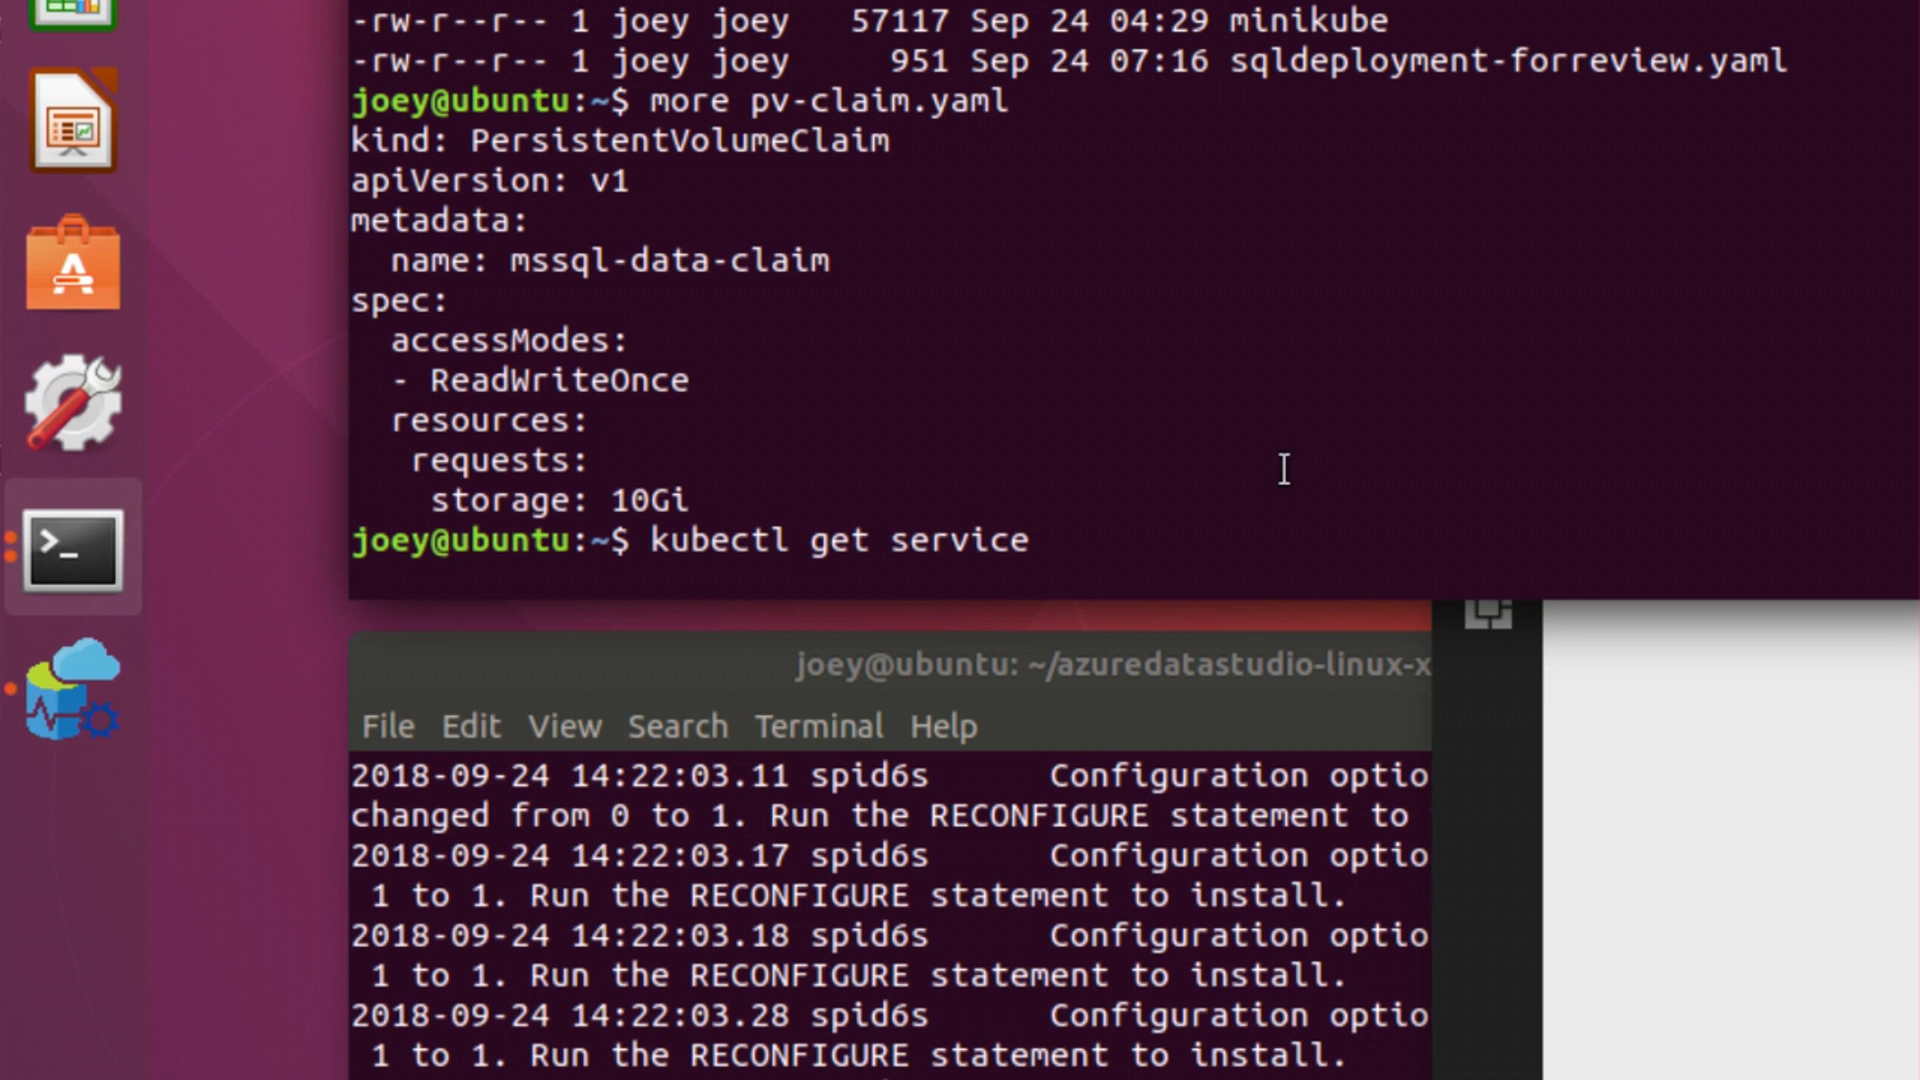 -rw-r--r-- 1 joey joey   57117 Sep 24 04:29 minikube
-rw-r--r-- 1 joey joey     951 Sep 24 07:16 sqldeployment-forreview.yaml
joey@ubuntu:~$ more pv-claim.yaml
kind: PersistentVolumeClaim
apiVersion: v1
metadata:
  name: mssql-data-claim
spec:
  accessModes:
  - ReadWriteOnce
  resources:
   requests:
    storage: 10Gi
joey@ubuntu:~$ kubectl get service
joey@ubuntu: ~/azuredatastudio-linux-x
File Edit View Search Terminal Help
2018-09-24 14:22:03.11 spid6s      Configuration optio
changed from 0 to 1. Run the RECONFIGURE statement to
2018-09-24 14:22:03.17 spid6s      Configuration optio
 1 to 1. Run the RECONFIGURE statement to install.
2018-09-24 14:22:03.18 spid6s      Configuration optio
 1 to 1. Run the RECONFIGURE statement to install.
2018-09-24 14:22:03.28 spid6s      Configuration optio
 1 to 1. Run the RECONFIGURE statement to install.